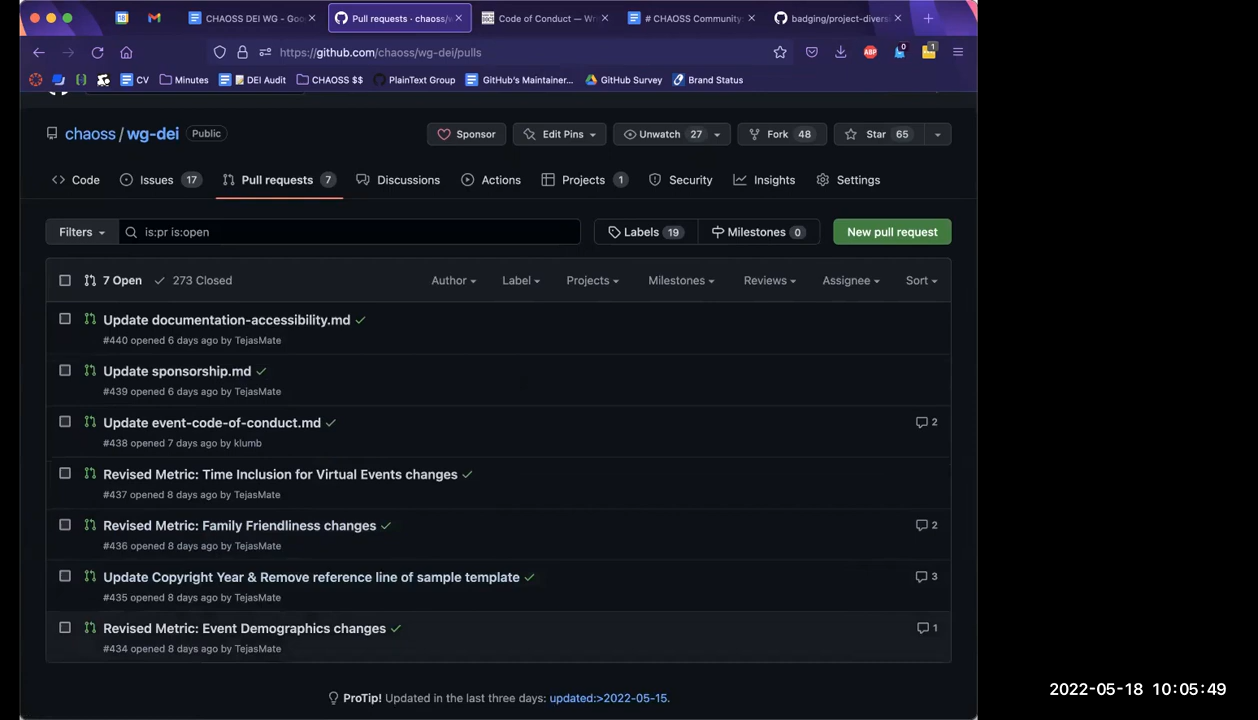 CHAOSS DEI WG - Goo
Pull requests · chaoss/w
Code of Conduct — Wr
# CHAOSS Community:
badging/project-divers
https://github.com/chaoss/wg-dei/pulls
CV
Minutes
DEI Audit
CHAOSS $$
PlainText Group
GitHub's Maintainer...
GitHub Survey
Brand Status
chaoss / wg-dei Public
Sponsor
Edit Pins
Unwatch 27
Fork 48
Star 65
Code
Issues 17
Pull requests 7
Discussions
Actions
Projects 1
Security
Insights
Settings
Filters
is:pr is:open
Labels 19
Milestones 0
New pull request
7 Open
273 Closed
Author
Label
Projects
Milestones
Reviews
Assignee
Sort
Update documentation-accessibility.md
#440 opened 6 days ago by TejasMate
Update sponsorship.md
#439 opened 6 days ago by TejasMate
Update event-code-of-conduct.md
2
#438 opened 7 days ago by klumb
Revised Metric: Time Inclusion for Virtual Events changes
#437 opened 8 days ago by TejasMate
Revised Metric: Family Friendliness changes
2
#436 opened 8 days ago by TejasMate
Update Copyright Year & Remove reference line of sample template
3
#435 opened 8 days ago by TejasMate
Revised Metric: Event Demographics changes
1
#434 opened 8 days ago by TejasMate
ProTip! Updated in the last three days: updated:>2022-05-15.
2022-05-18 10:05:49